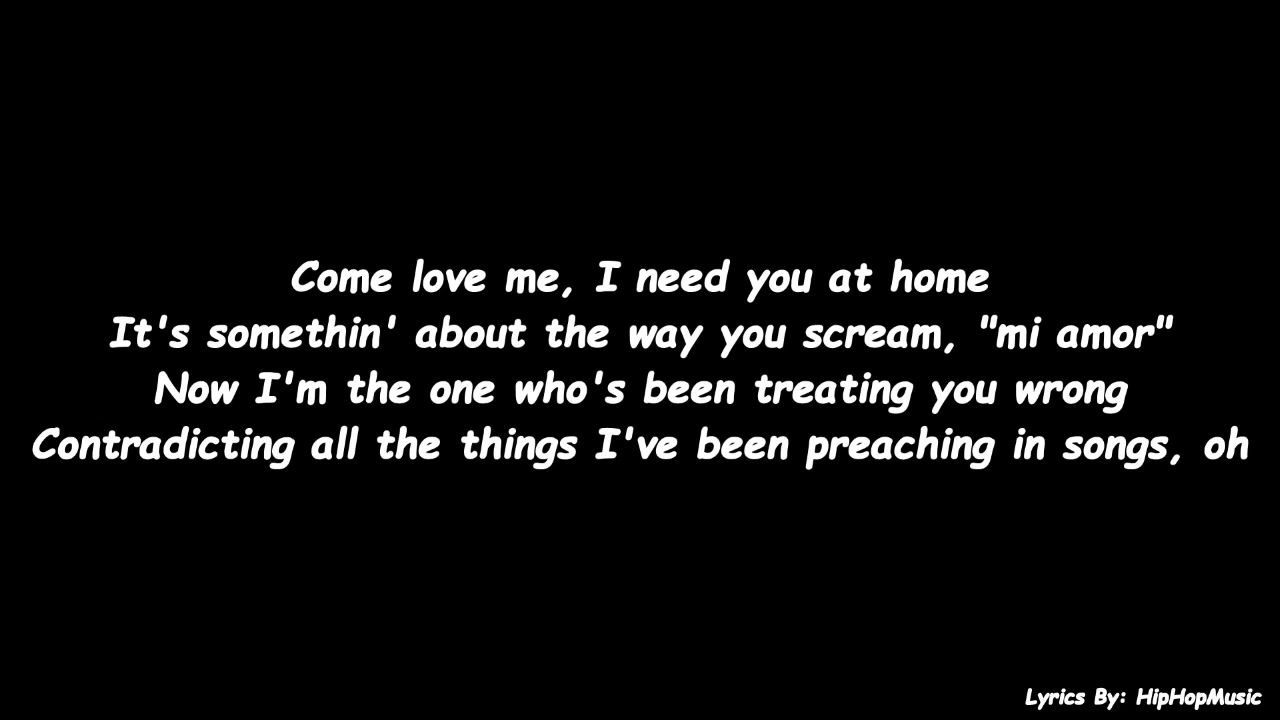 Come love me, I need you at home
It's somethin' about the way you scream, "mi amor"
Now I'm the one who's been treating you wrong
Contradicting all the things I've been preaching in songs, oh
Lyrics By: HipHopMusic